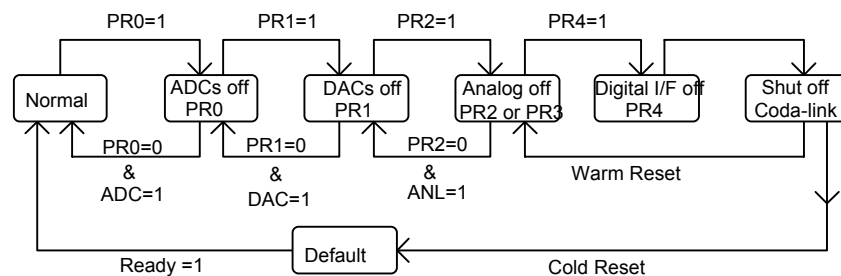 PR0=1
PR1=1
PR2=1
PR4=1
Normal
ADCs off
PR0
DACs off
PR1
Analog off
PR2 or PR3
Digital I/F off
PR4
Shut off
Coda-link
PR0=0
&
ADC=1
PR1=0
&
DAC=1
PR2=0
&
ANL=1
Warm Reset
Ready =1
Default
Cold Reset